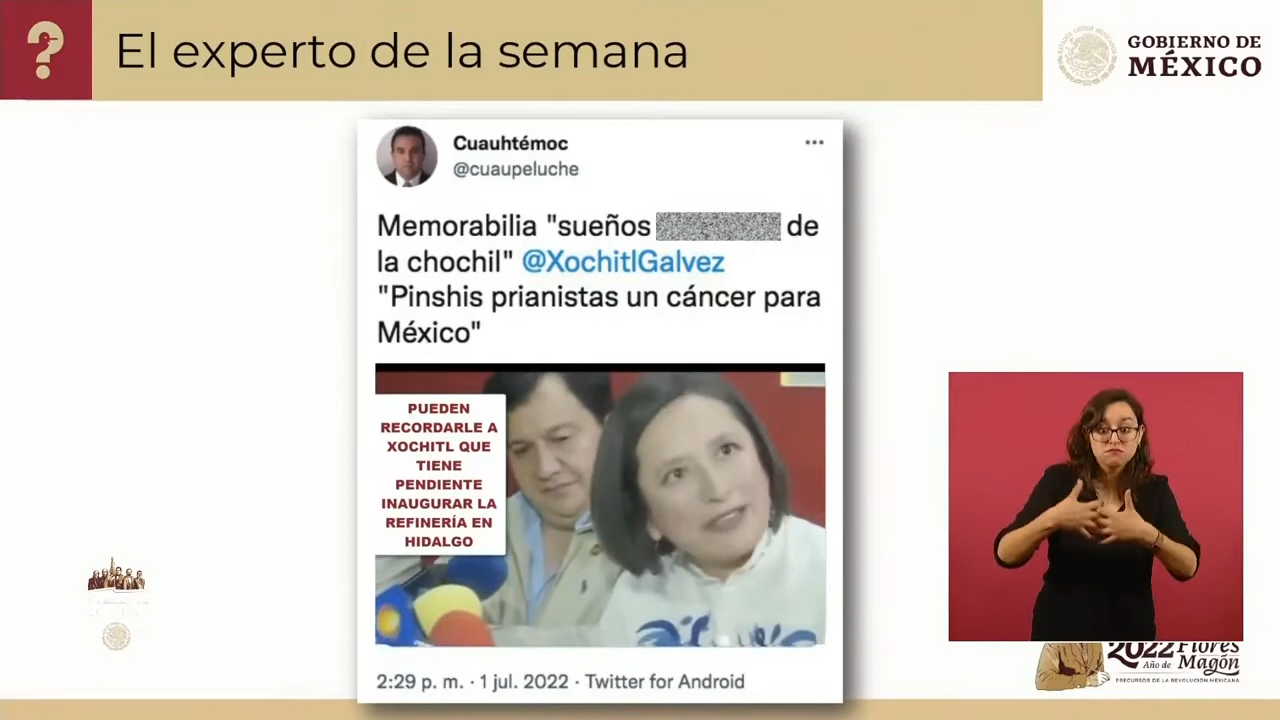 El experto de la semana
GOBIERNO DE
MÉXICO
Cuauhtémoc
@cuaupeluche
Memorabilia "sueños de
la chochil" @XochitlGalvez
"Pinshis prianistas un cáncer para
México"
PUEDEN
RECORDARLE A
XOCHITL QUE
TIENE
PENDIENTE
INAUGURAR LA
REFINERÍA EN
HIDALGO
2:29 p. m. · 1 jul. 2022 · Twitter for Android
2022 Flores
Año de Magón
PRECURSOR DE LA REVOLUCIÓN MEXICANA